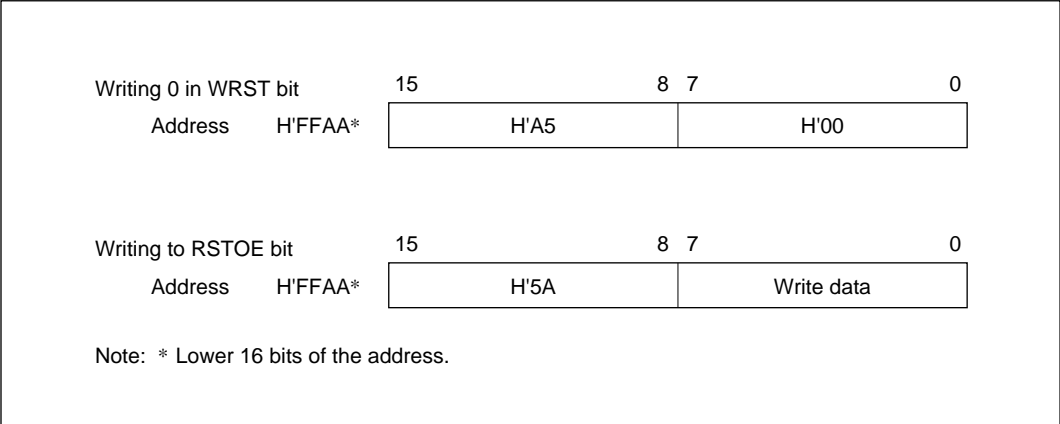 Writing 0 in WRST bit 15 8 7 0
Address H'FFAA* H'A5 H'00
Writing to RSTOE bit 15 8 7 0
Address H'FFAA* H'5A Write data
Note: * Lower 16 bits of the address.